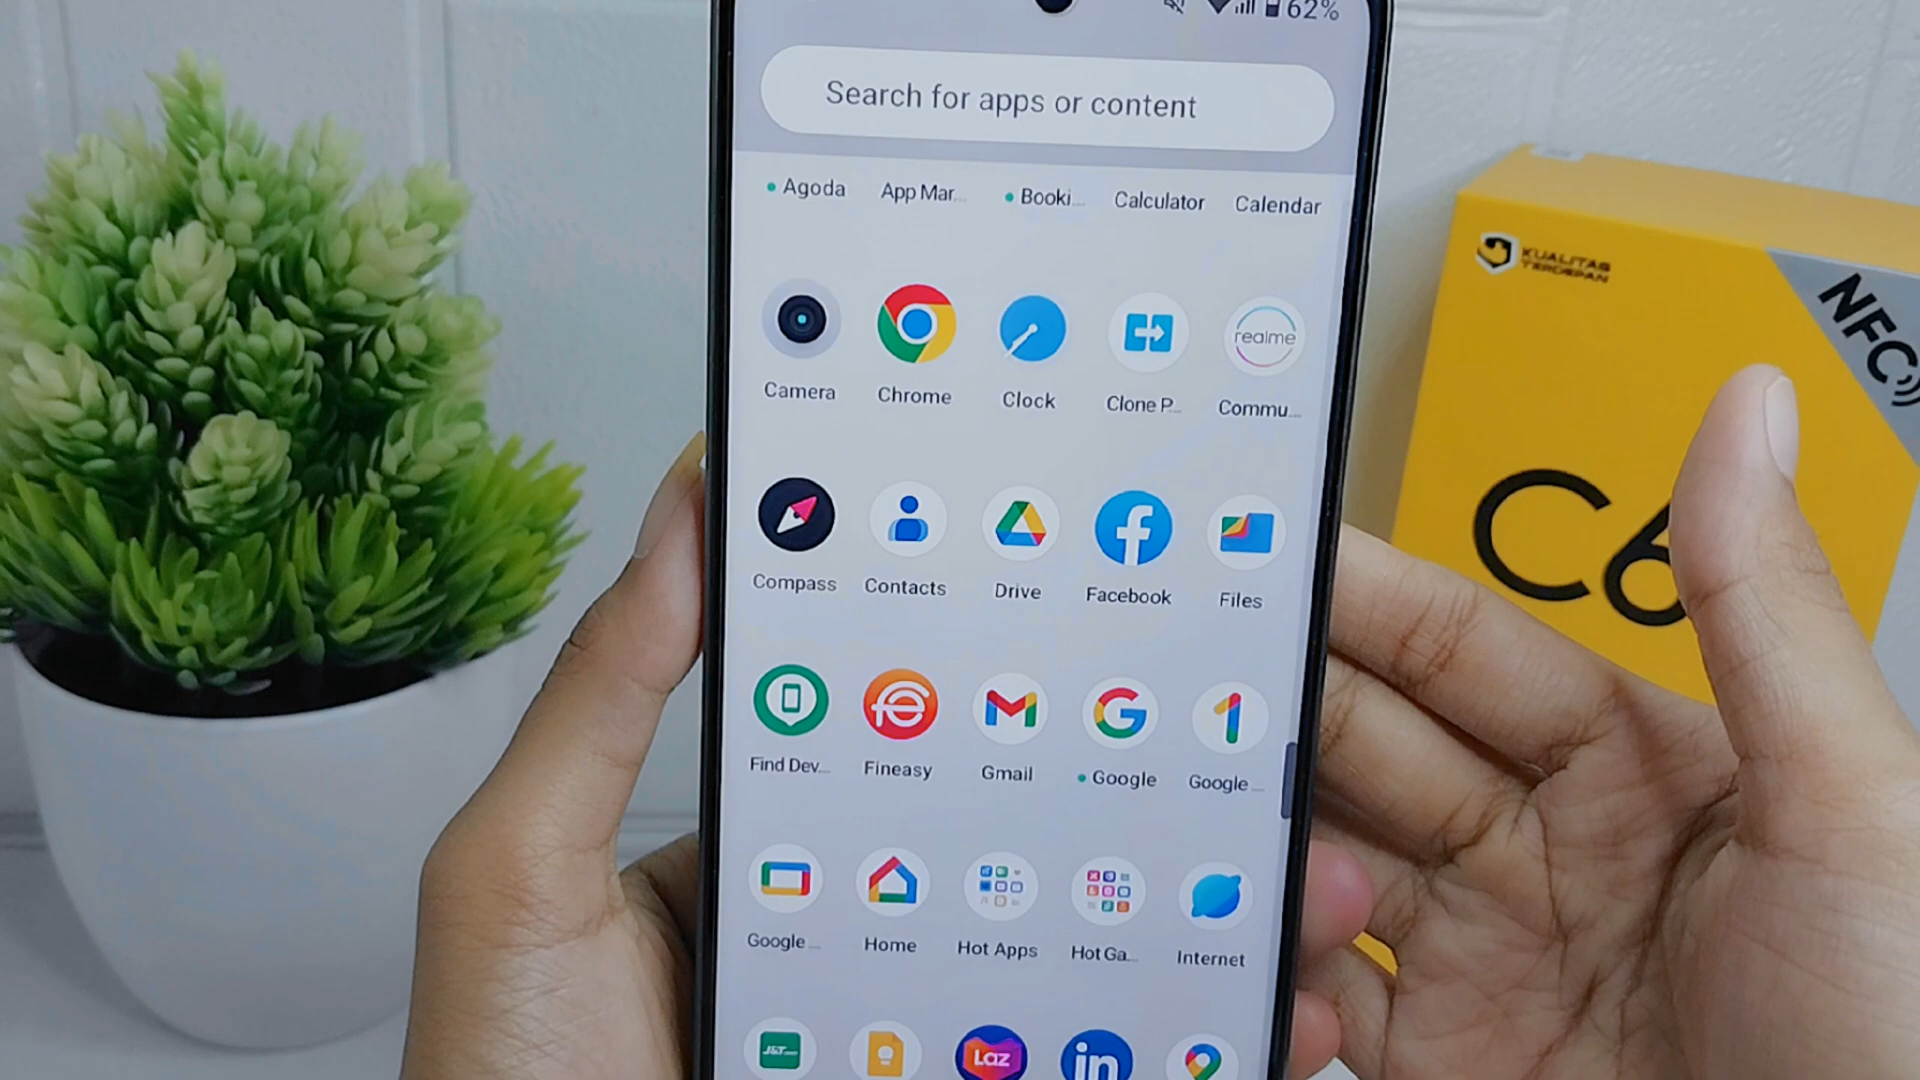 62%
Search for apps or content
Agoda App Mar... Booki... Calculator Calendar
realme
Camera Chrome Clock Clone P... Commu...
Compass Contacts Drive Facebook Files
Find Dev... Fineasy Gmail Google Google ...
Google ... Home Hot Apps Hot Ga... Internet
J&T Laz in
KUALITAS
TERDEPAN
NFC
C6